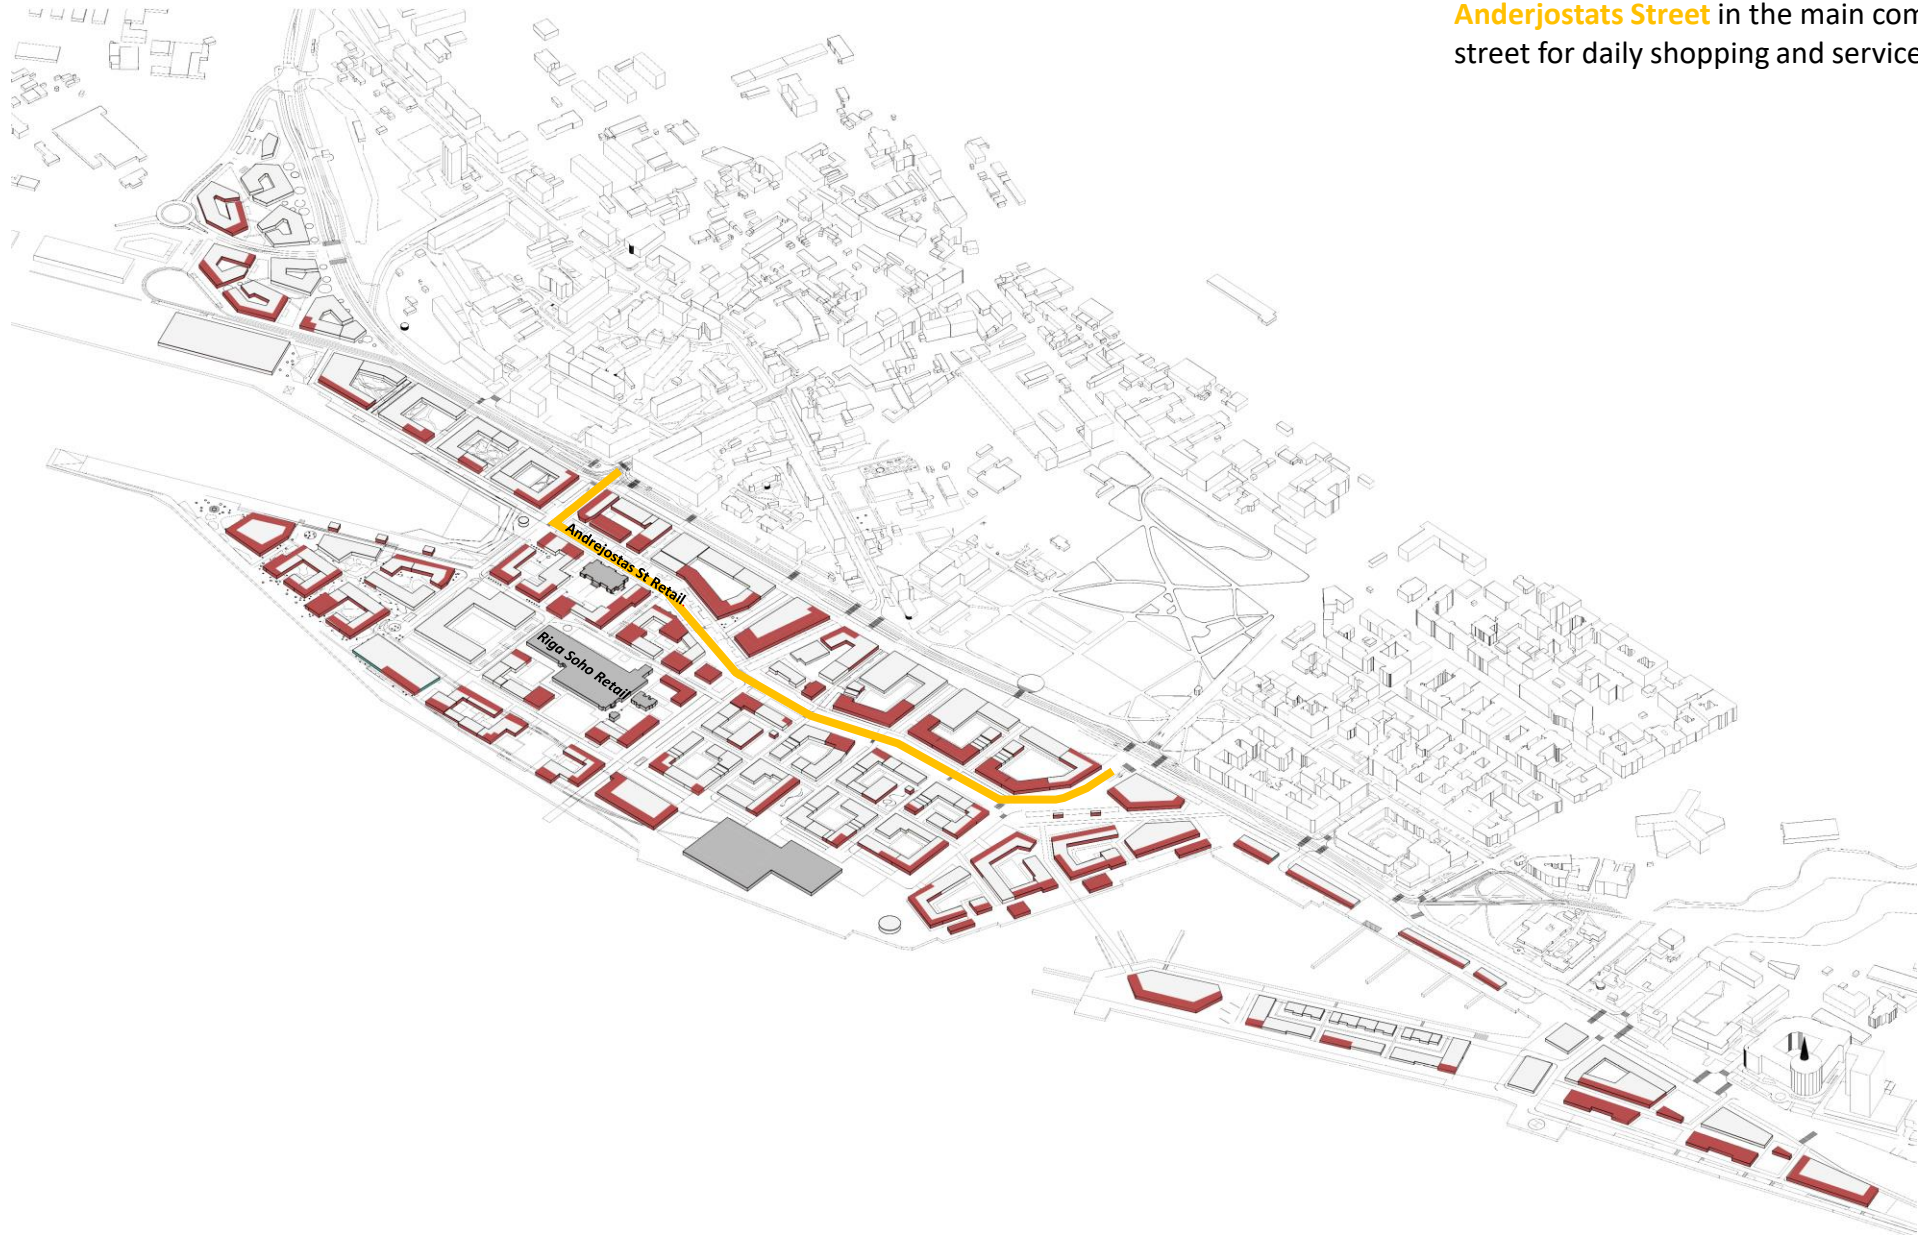 Anderjostats Street in the main com
street for daily shopping and service
Andrejostas St Retail
Riga Soho Retail